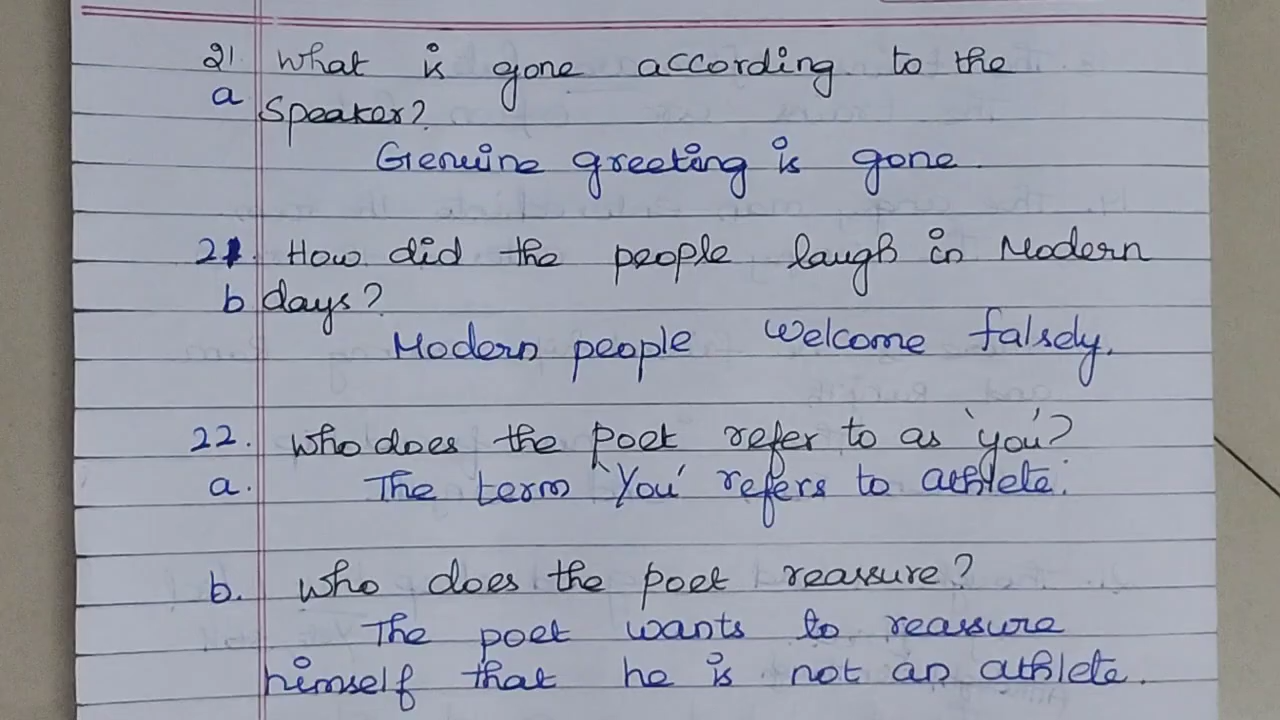 21 What is gone according to the
a Speaker?
Genuine greeting is gone.
21. How did the people laugh in Modern
b days?
Modern people Welcome falsely.
22. Who does the poet refer to as 'you'?
a. The term 'You' refers to athlete.
b. Who does the poet reassure?
The poet wants to reassure
himself that he is not an athlete.